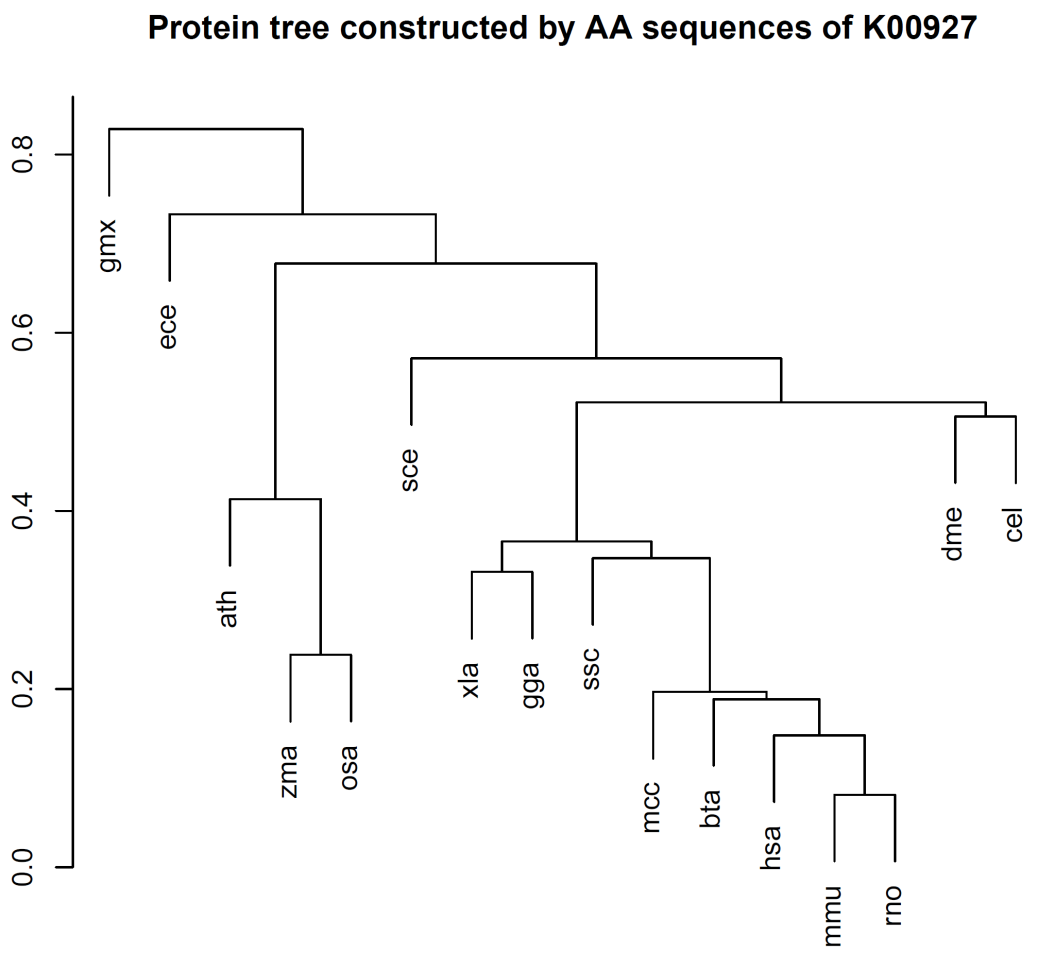 Protein tree constructed by AA sequences of K00927
0.8
0.6
0.4
0.2
0.0
gmx
ece
ath
zma
osa
sce
xla
gga
ssc
mcc
bta
hsa
mmu
rno
dme
cel